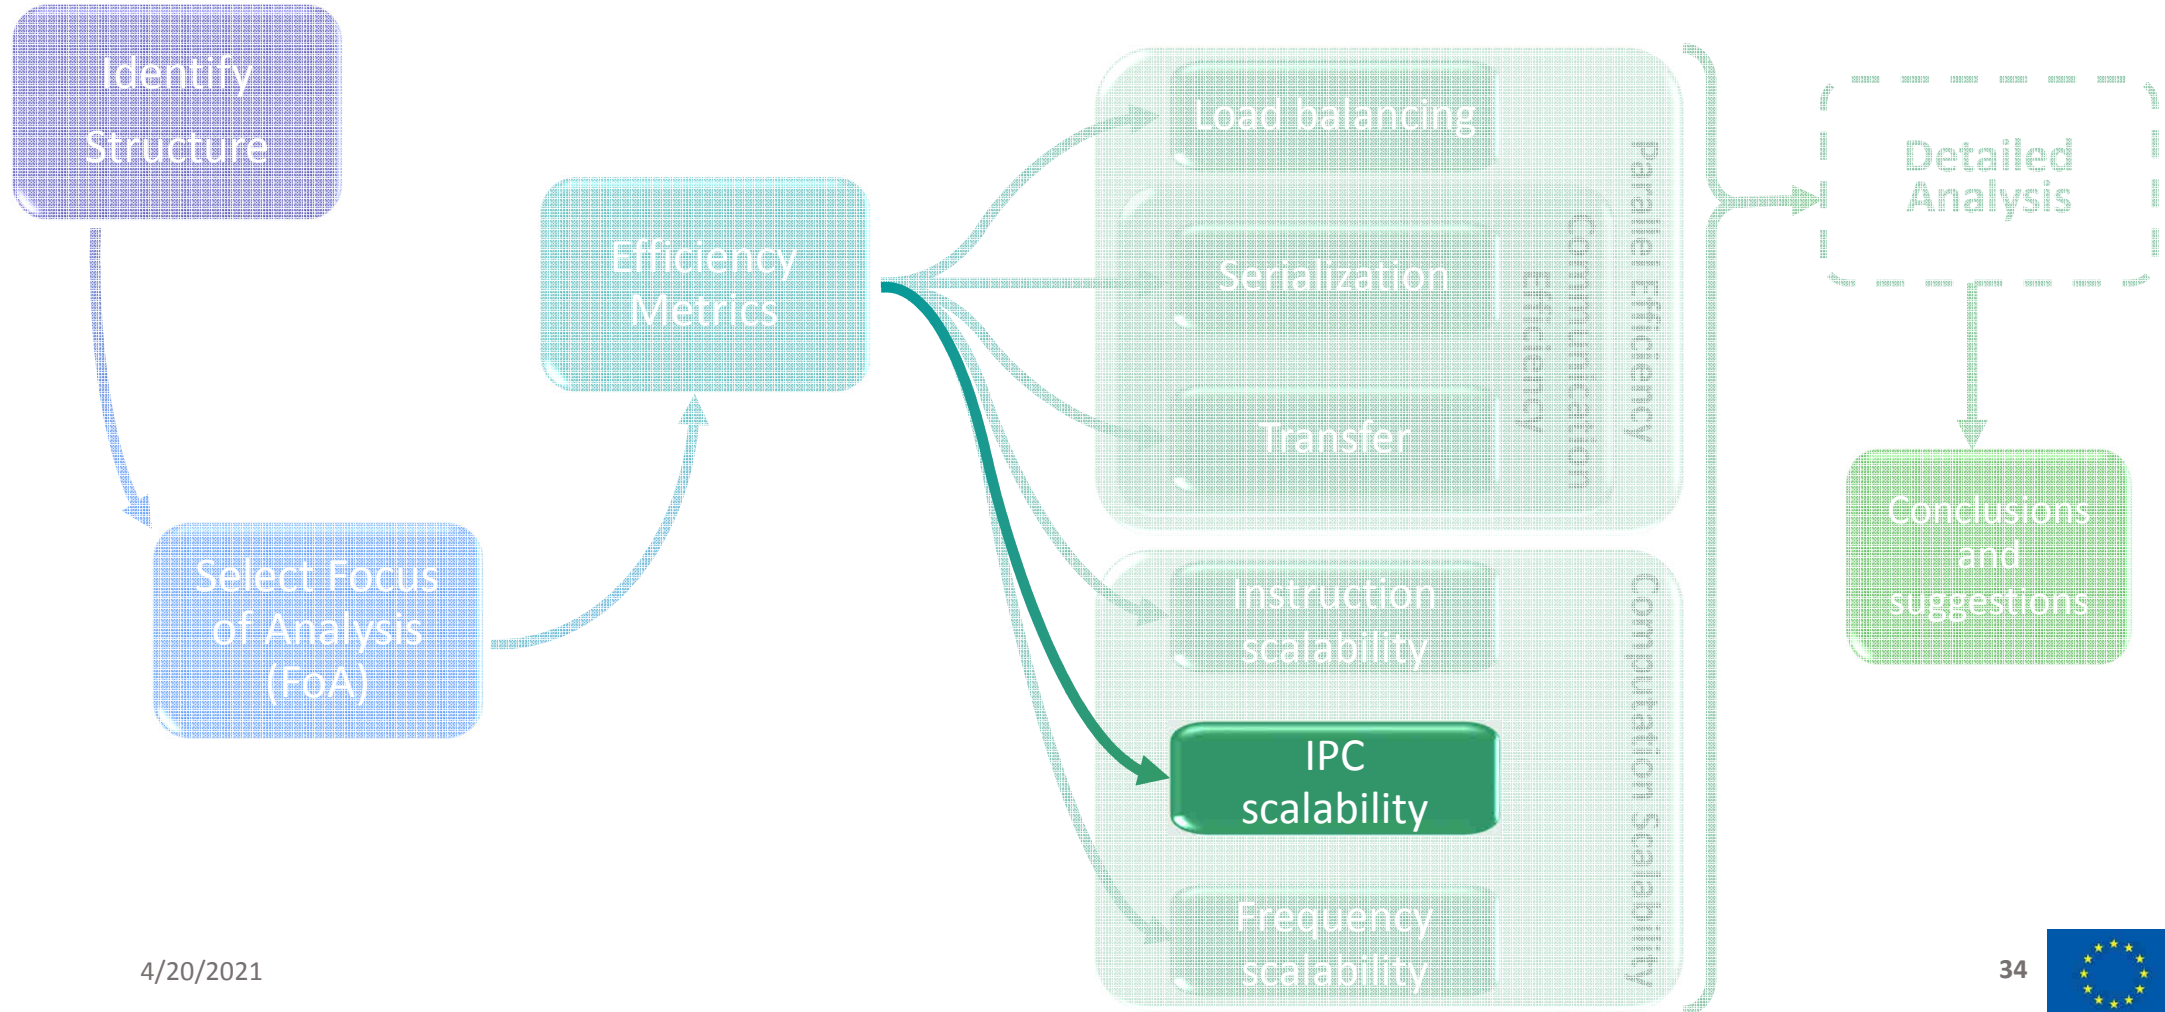 Identify
Structure
Select Focus
of Analysis
(FoA)
Efficiency
Metrics
Load balancing
Serialization
Transfer
Communication
Efficiency
Paralel Efficiency
Instruction
scalability
IPC
scalability
Frequency
scalability
Computation Scalability
Detailed
Analysis
Conclusions
and
suggestions
4/20/2021
34